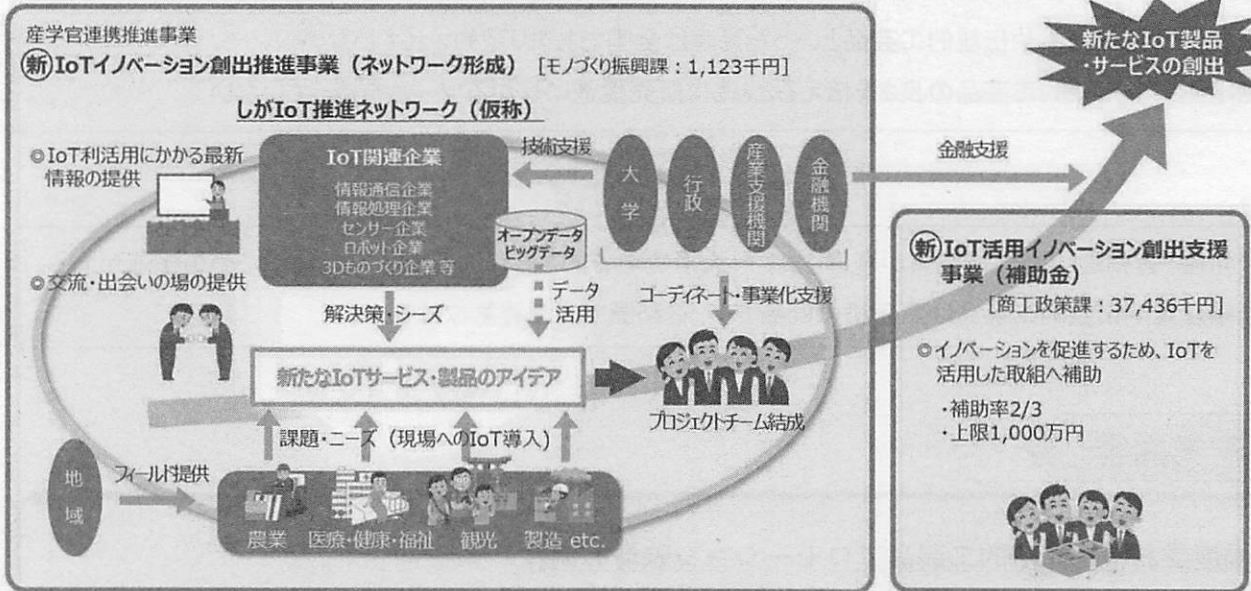 産学官連携推進事業
新 IoTイノベーション創出推進事業(ネットワーク形成) [モノづくり振興課:1,123千円]
しがIoT推進ネットワーク(仮称)
◎IoT利活用にかかる最新
情報の提供
◎交流・出会いの場の提供
IoT関連企業
情報通信企業
情報処理企業
センサー企業
ロボット企業
3Dものづくり企業 等
技術支援
オープンデータ
ビッグデータ
大学
行政
産業支援機関
金融機関
金融支援
新たなIoT製品
・サービスの創出
解決策・シーズ
データ
活用
コーディネート・事業化支援
新たなIoTサービス・製品のアイデア
プロジェクトチーム結成
課題・ニーズ(現場へのIoT導入)
地域
フィールド提供
農業 医療・健康・福祉 観光 製造 etc.
新 IoT活用イノベーション創出支援
事業(補助金)
[商工政策課:37,436千円]
◎イノベーションを促進するため、IoTを
活用した取組へ補助
・補助率2/3
・上限1,000万円